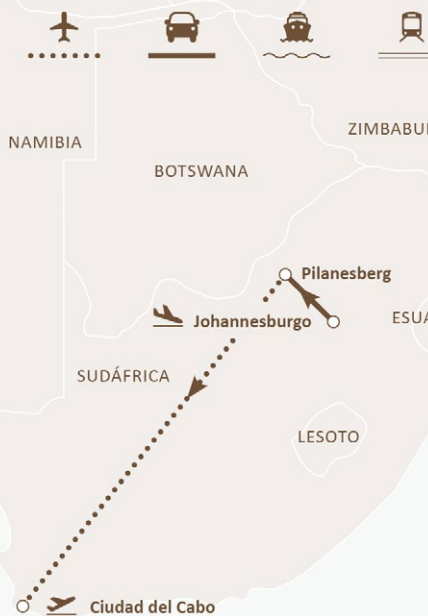 NAMIBIA
ZIMBABU
BOTSWANA
Pilanesberg
Johannesburgo
ESUA
SUDÁFRICA
LESOTO
Ciudad del Cabo